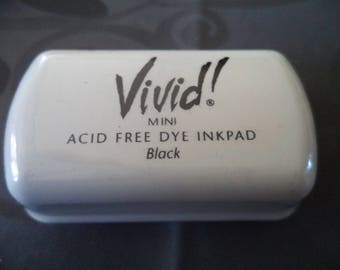 Vivid!®
MINI
ACID FREE DYE INKPAD
Black